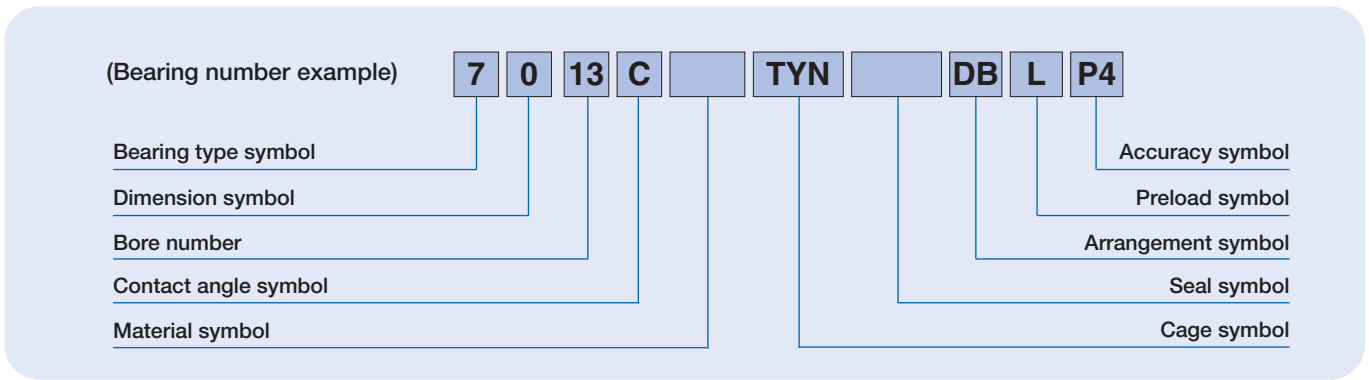 (Bearing number example) 7 0 13 C TYN DB L P4
Bearing type symbol
Accuracy symbol
Dimension symbol
Preload symbol
Bore number
Arrangement symbol
Contact angle symbol
Seal symbol
Material symbol
Cage symbol